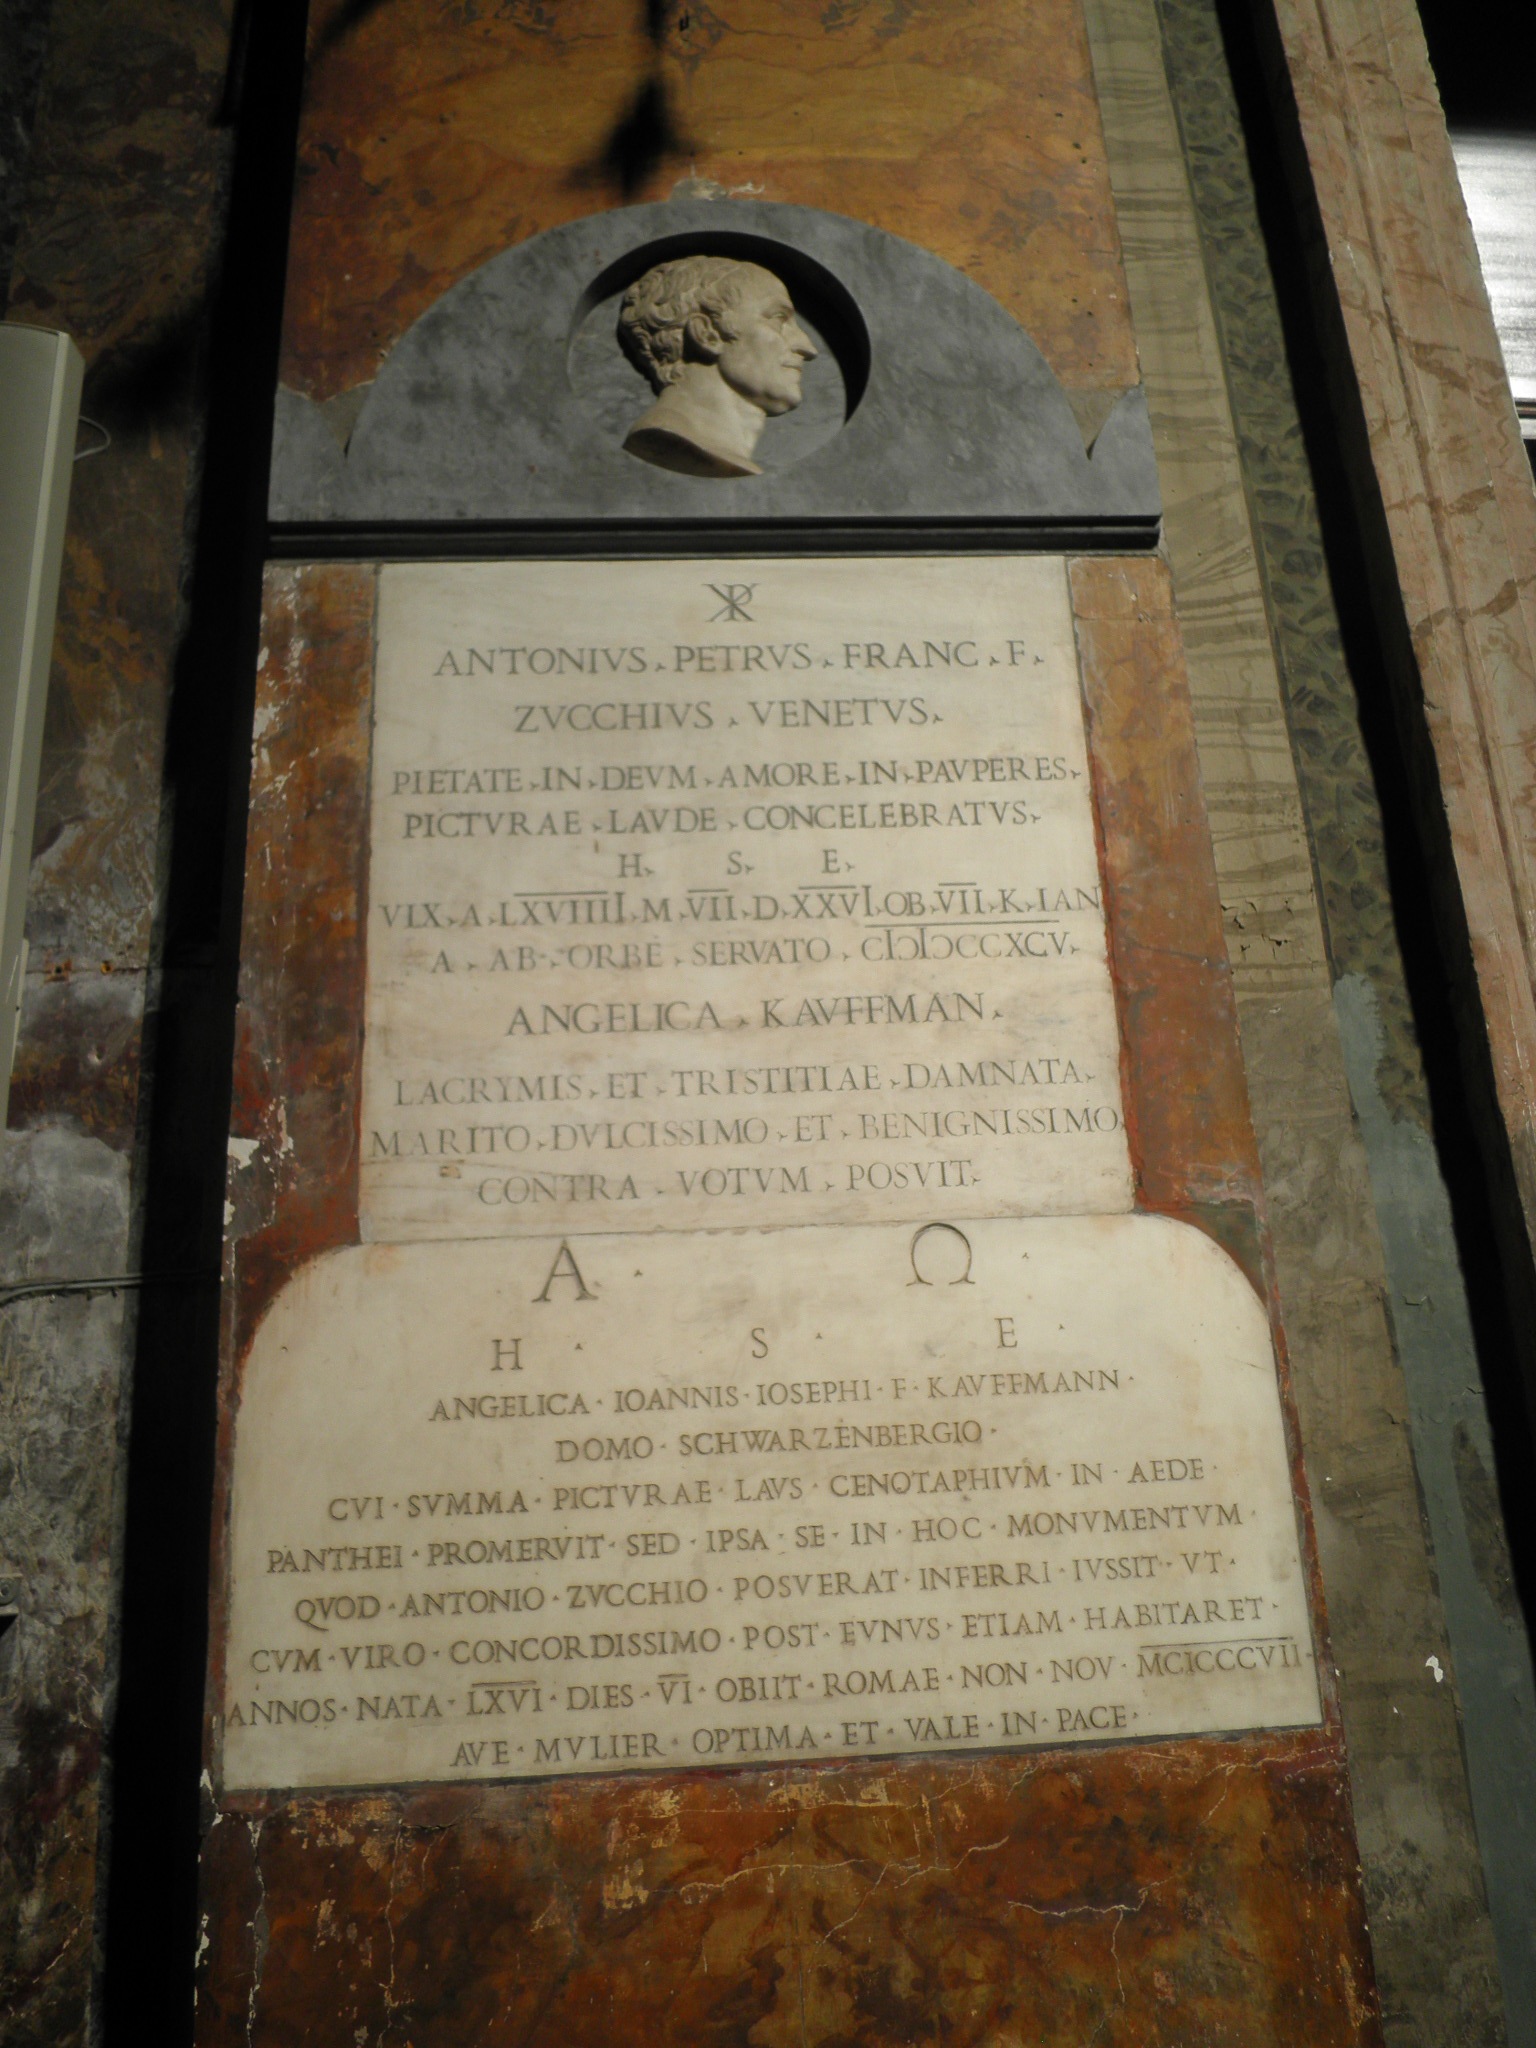 ☧
ANTONIVS · PETRVS · FRANC · F ·
ZVCCHIVS · VENETVS ·
PIETATE · IN · DEVM · AMORE · IN · PAVPERES ·
PICTVRAE · LAVDE · CONCELEBRATVS ·
H · S · E ·
VIX · A · LXVIIII · M · VII · D · XXVI · OB · VII · K · IAN
A · AB · ORBE · SERVATO · CIƆIƆCCXCV ·
ANGELICA · KAVFFMAN ·
LACRYMIS · ET · TRISTITIAE · DAMNATA ·
MARITO · DVLCISSIMO · ET · BENIGNISSIMO
CONTRA · VOTVM · POSVIT ·
A · Ω ·
H · S · E ·
ANGELICA · IOANNIS · IOSEPHI · F · KAVFFMANN ·
DOMO · SCHWARZENBERGIO ·
CVI · SVMMA · PICTVRAE · LAVS · CENOTAPHIVM · IN · AEDE ·
PANTHEI · PROMERVIT · SED · IPSA · SE · IN · HOC · MONVMENTVM ·
QVOD · ANTONIO · ZVCCHIO · POSVERAT · INFERRI · IVSSIT · VT ·
CVM · VIRO · CONCORDISSIMO · POST · FVNVS · ETIAM · HABITARET ·
ANNOS · NATA · LXVI · DIES · VI · OBIIT · ROMAE · NON · NOV · MCICCCVII ·
AVE · MVLIER · OPTIMA · ET · VALE · IN · PACE ·